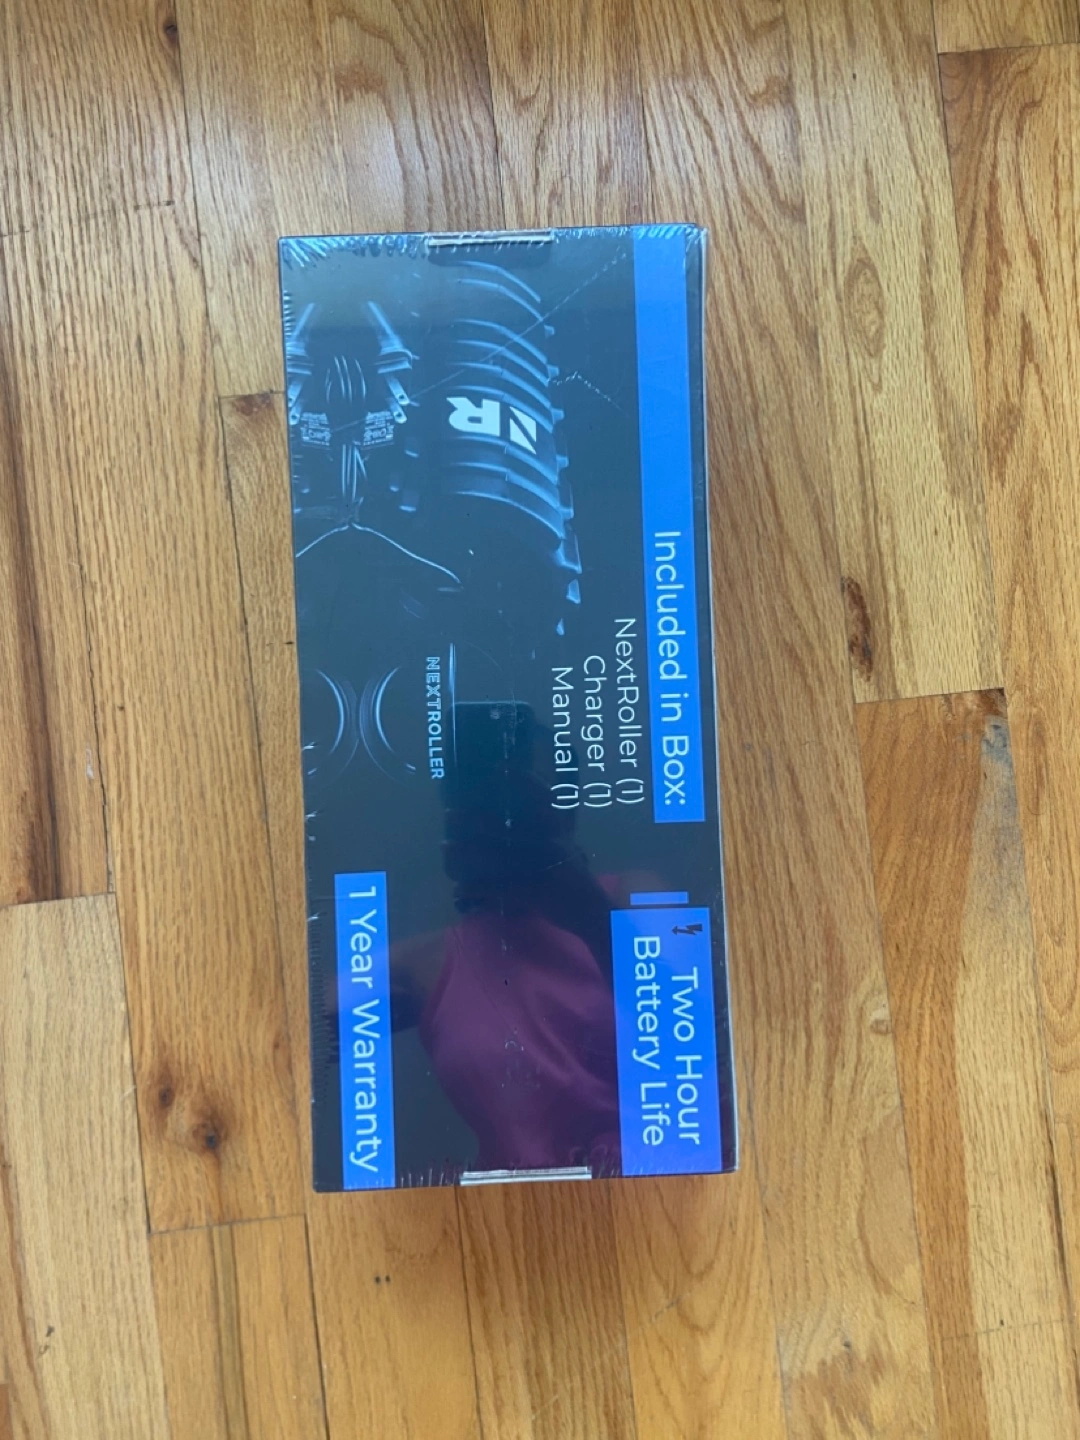 Included in Box:
NextRoller (1)
Charger (1)
Manual (1)
Two Hour
Battery Life
NR
NEXTROLLER
1 Year Warranty